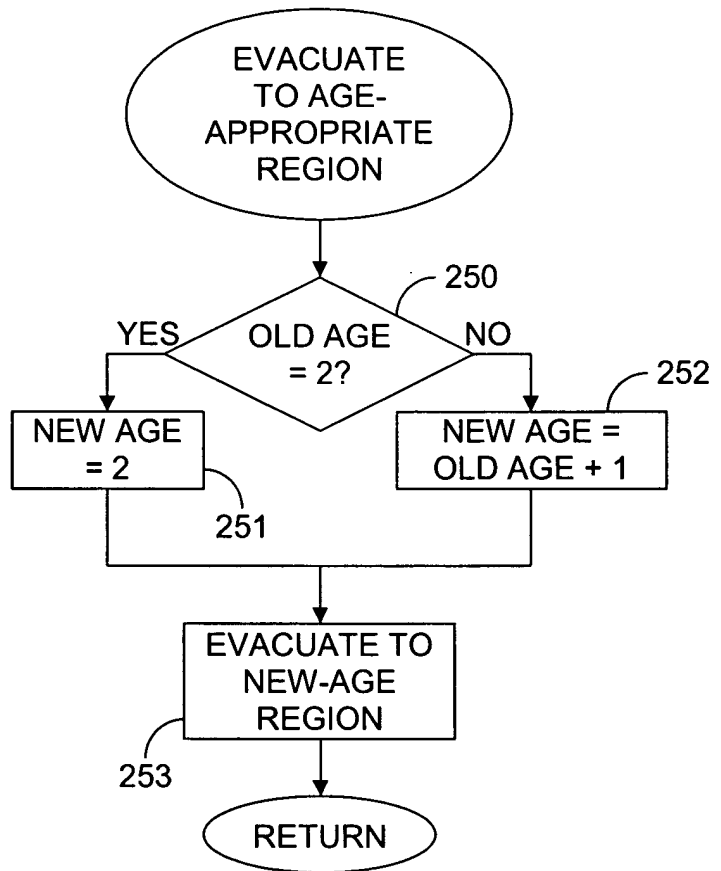 EVACUATE
TO AGE-
APPROPRIATE
REGION
250
YES
OLD AGE
= 2?
NO
252
NEW AGE
= 2
NEW AGE =
OLD AGE + 1
251
EVACUATE TO
NEW-AGE
REGION
253
RETURN